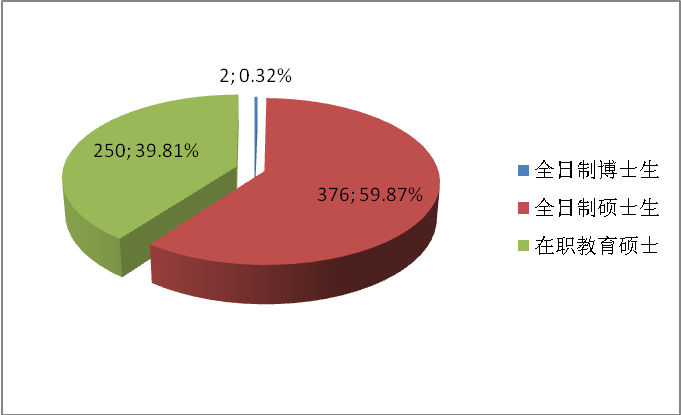 2; 0.32%
250; 39.81%
376; 59.87%
全日制博士生
全日制硕士生
在职教育硕士